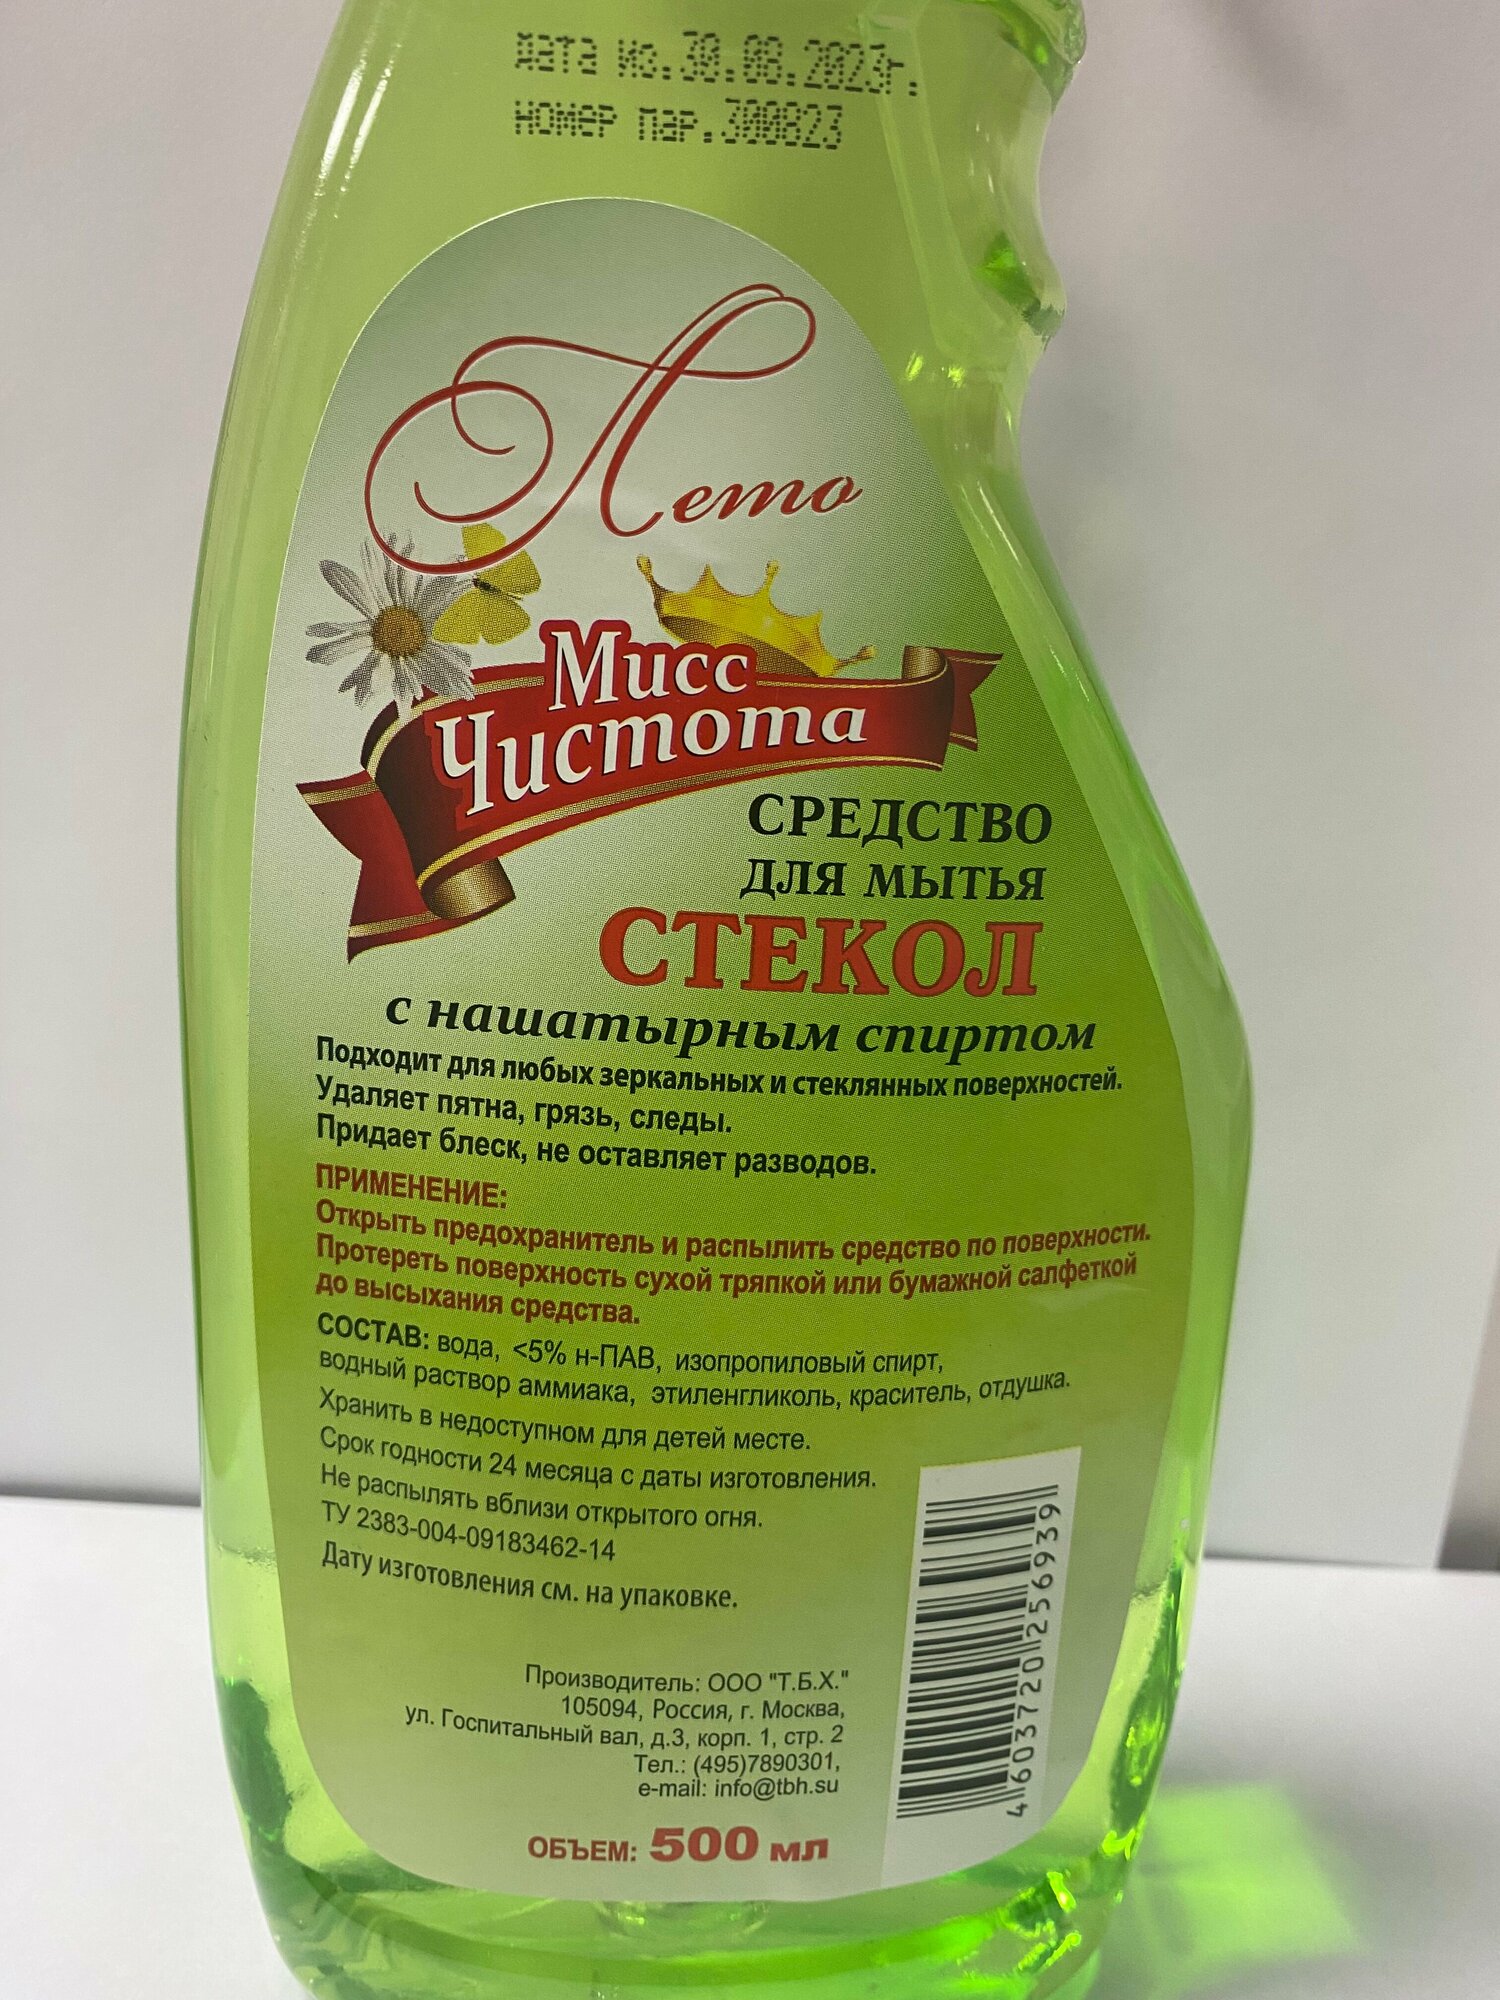 дата из.30.08.2023г.
номер пар.300823
Лето
Мисс
Чистота
СРЕДСТВО
ДЛЯ МЫТЬЯ
СТЕКОЛ
с нашатырным спиртом
Подходит для любых зеркальных и стеклянных поверхностей.
Удаляет пятна, грязь, следы.
Придает блеск, не оставляет разводов.
ПРИМЕНЕНИЕ:
Открыть предохранитель и распылить средство по поверхности.
Протереть поверхность сухой тряпкой или бумажной салфеткой
до высыхания средства.
СОСТАВ: вода, <5% н-ПАВ, изопропиловый спирт,
водный раствор аммиака, этиленгликоль, краситель, отдушка.
Хранить в недоступном для детей месте.
Срок годности 24 месяца с даты изготовления.
Не распылять вблизи открытого огня.
ТУ 2383-004-09183462-14
Дату изготовления см. на упаковке.
Производитель: ООО "Т.Б.Х."
105094, Россия, г. Москва,
ул. Госпитальный вал, д.3, корп. 1, стр. 2
Тел.: (495)7890301,
e-mail: info@tbh.su
ОБЪЕМ: 500 мл
4 603720 256939